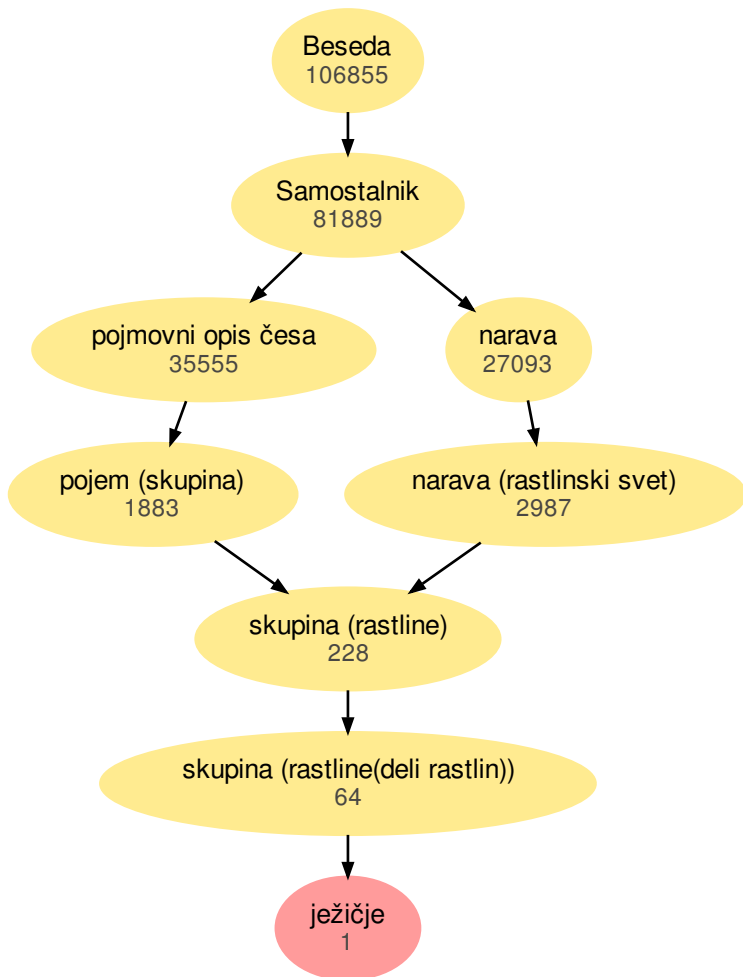 Beseda
106855
Samostalnik
81889
pojmovni opis česa
35555
narava
27093
pojem (skupina)
1883
narava (rastlinski svet)
2987
skupina (rastline)
228
skupina (rastline(deli rastlin))
64
ježičje
1